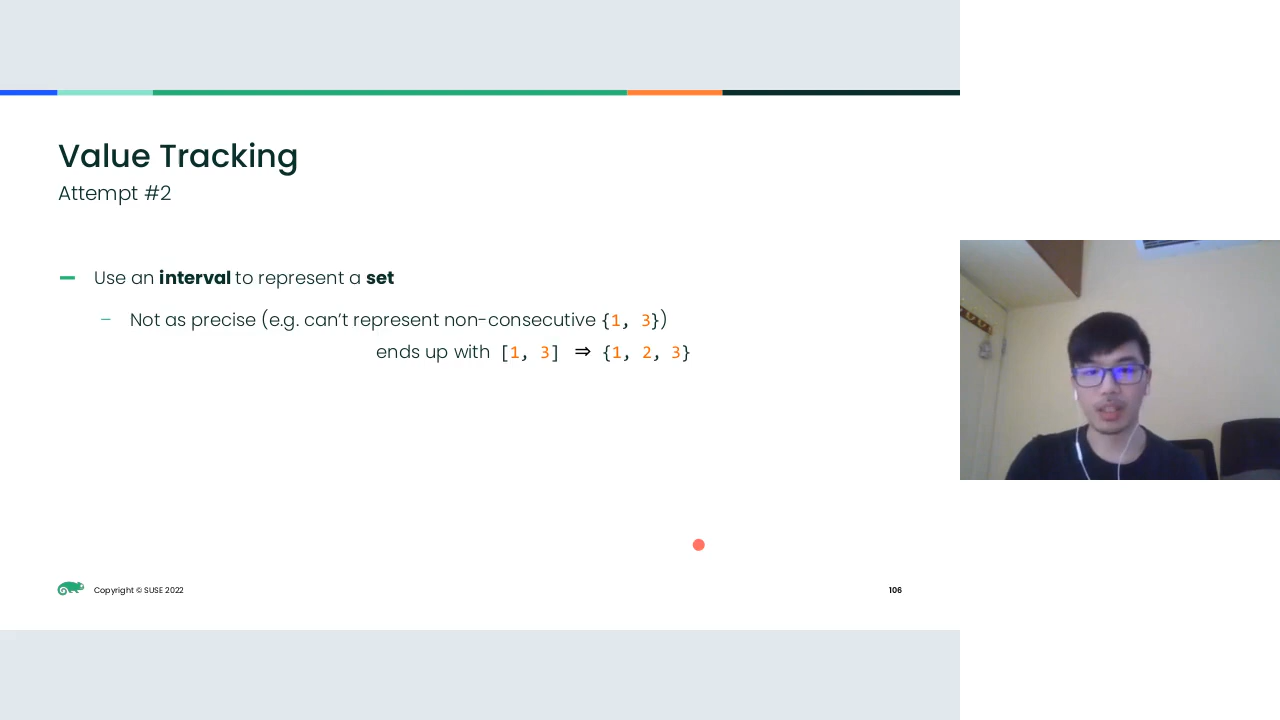 Value Tracking
Attempt #2
Use an interval to represent a set
Not as precise (e.g. can’t represent non-consecutive {1, 3})
ends up with [1, 3] ⇒ {1, 2, 3}
Copyright © SUSE 2022
106